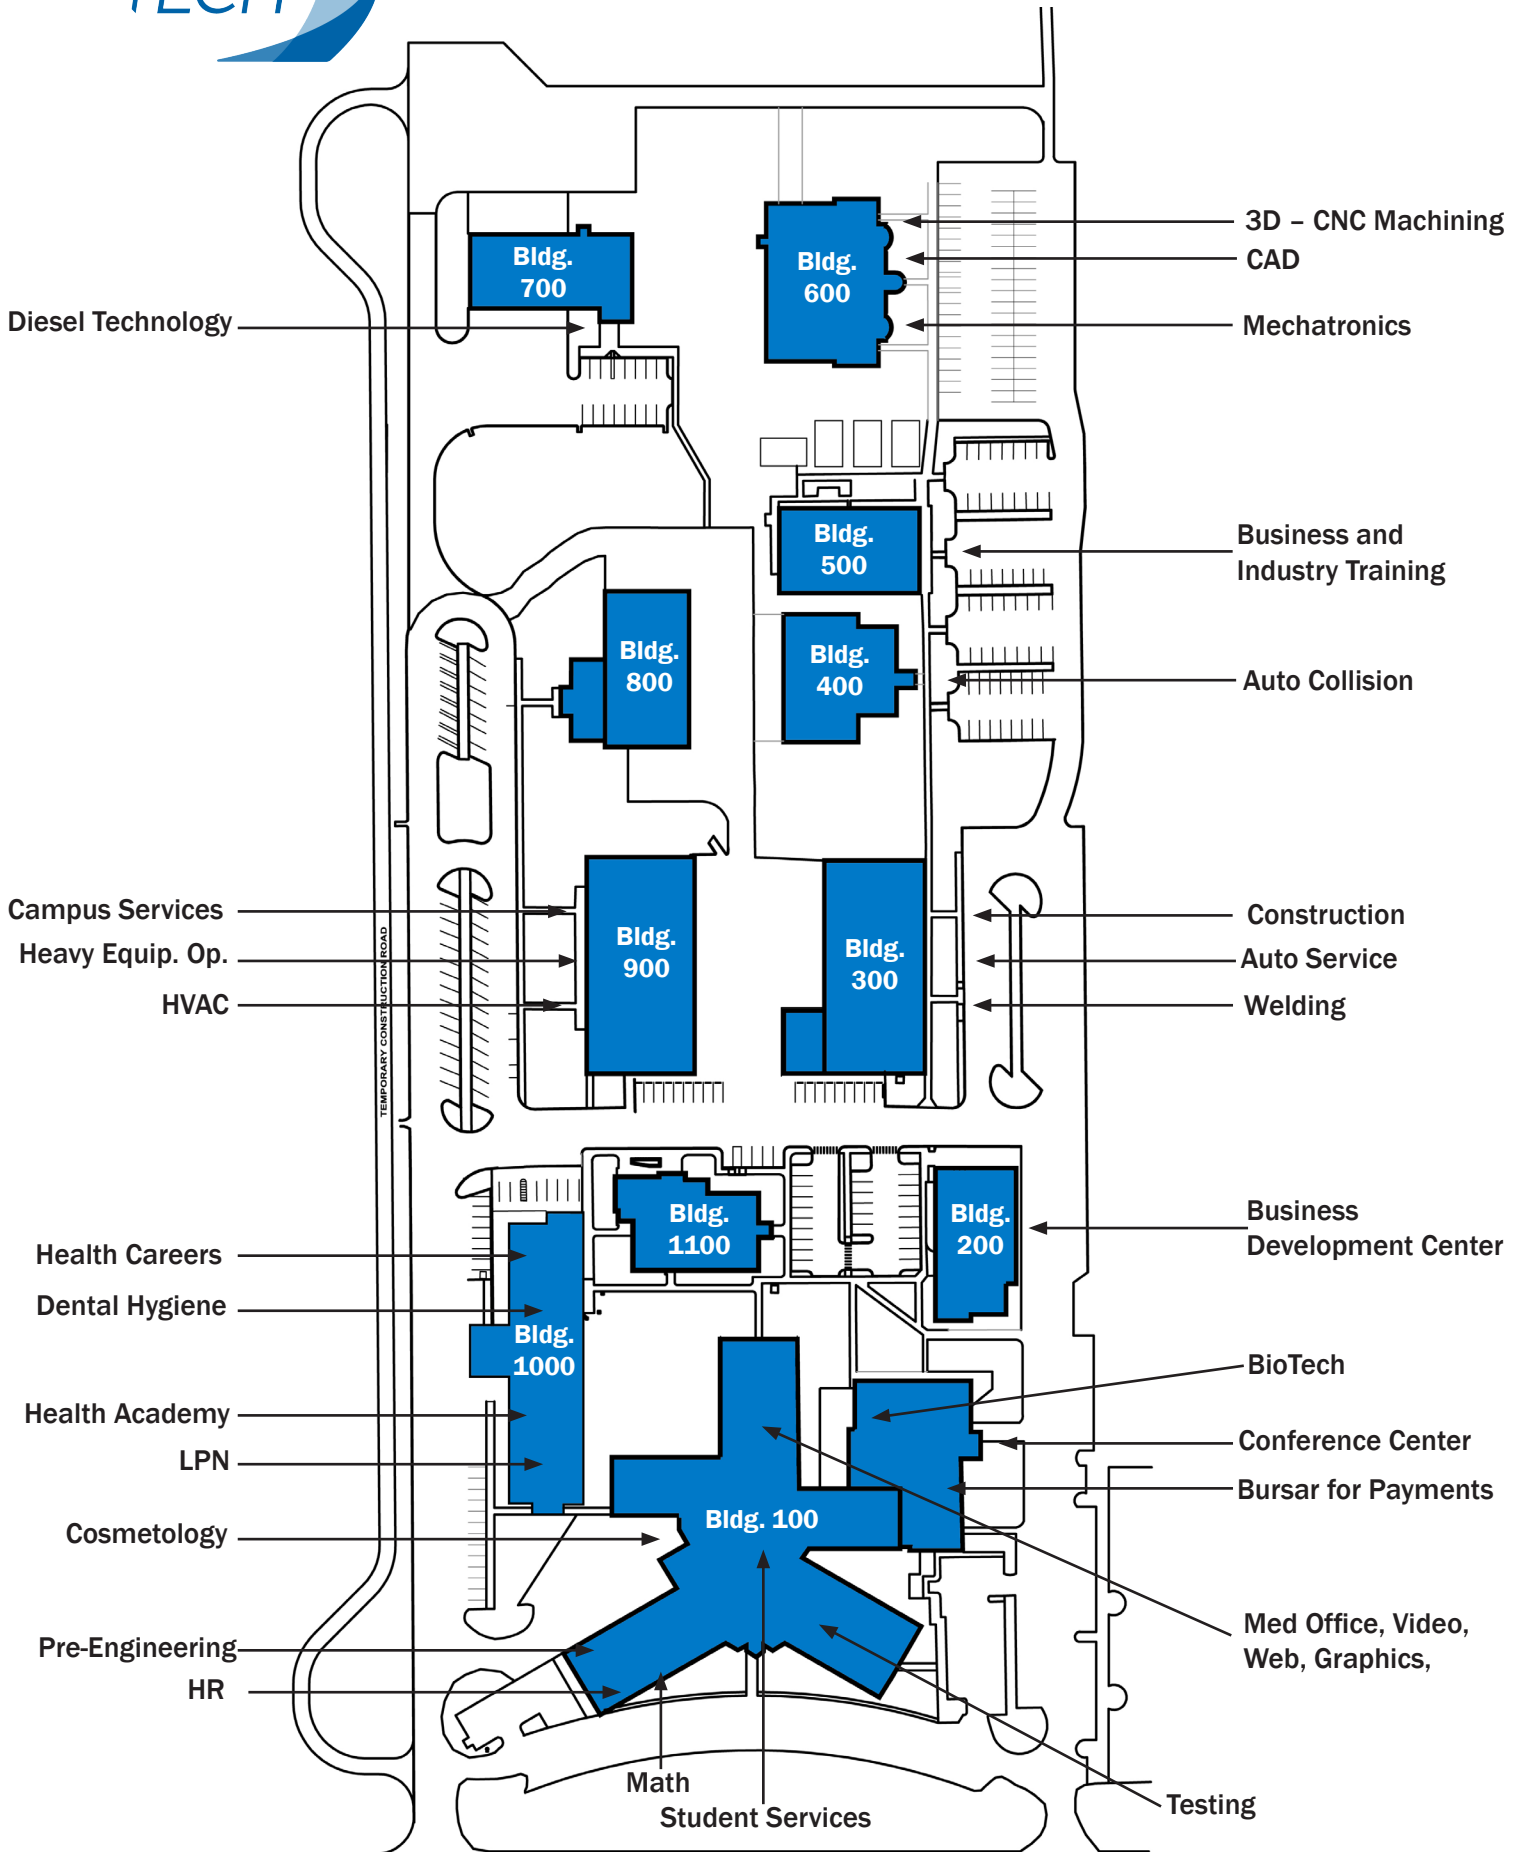 TECH
3D – CNC Machining
CAD
Mechatronics
Bldg.
700
Bldg.
600
Diesel Technology
Bldg.
500
Business and
Industry Training
Bldg.
800
Bldg.
400
Auto Collision
Campus Services
Heavy Equip. Op.
HVAC
TEMPORARY CONSTRUCTION ROAD
Bldg.
900
Bldg.
300
Construction
Auto Service
Welding
Bldg.
1100
Bldg.
200
Business
Development Center
Health Careers
Dental Hygiene
Bldg.
1000
Health Academy
LPN
BioTech
Conference Center
Bursar for Payments
Cosmetology
Bldg. 100
Pre-Engineering
HR
Med Office, Video,
Web, Graphics,
Math
Student Services
Testing